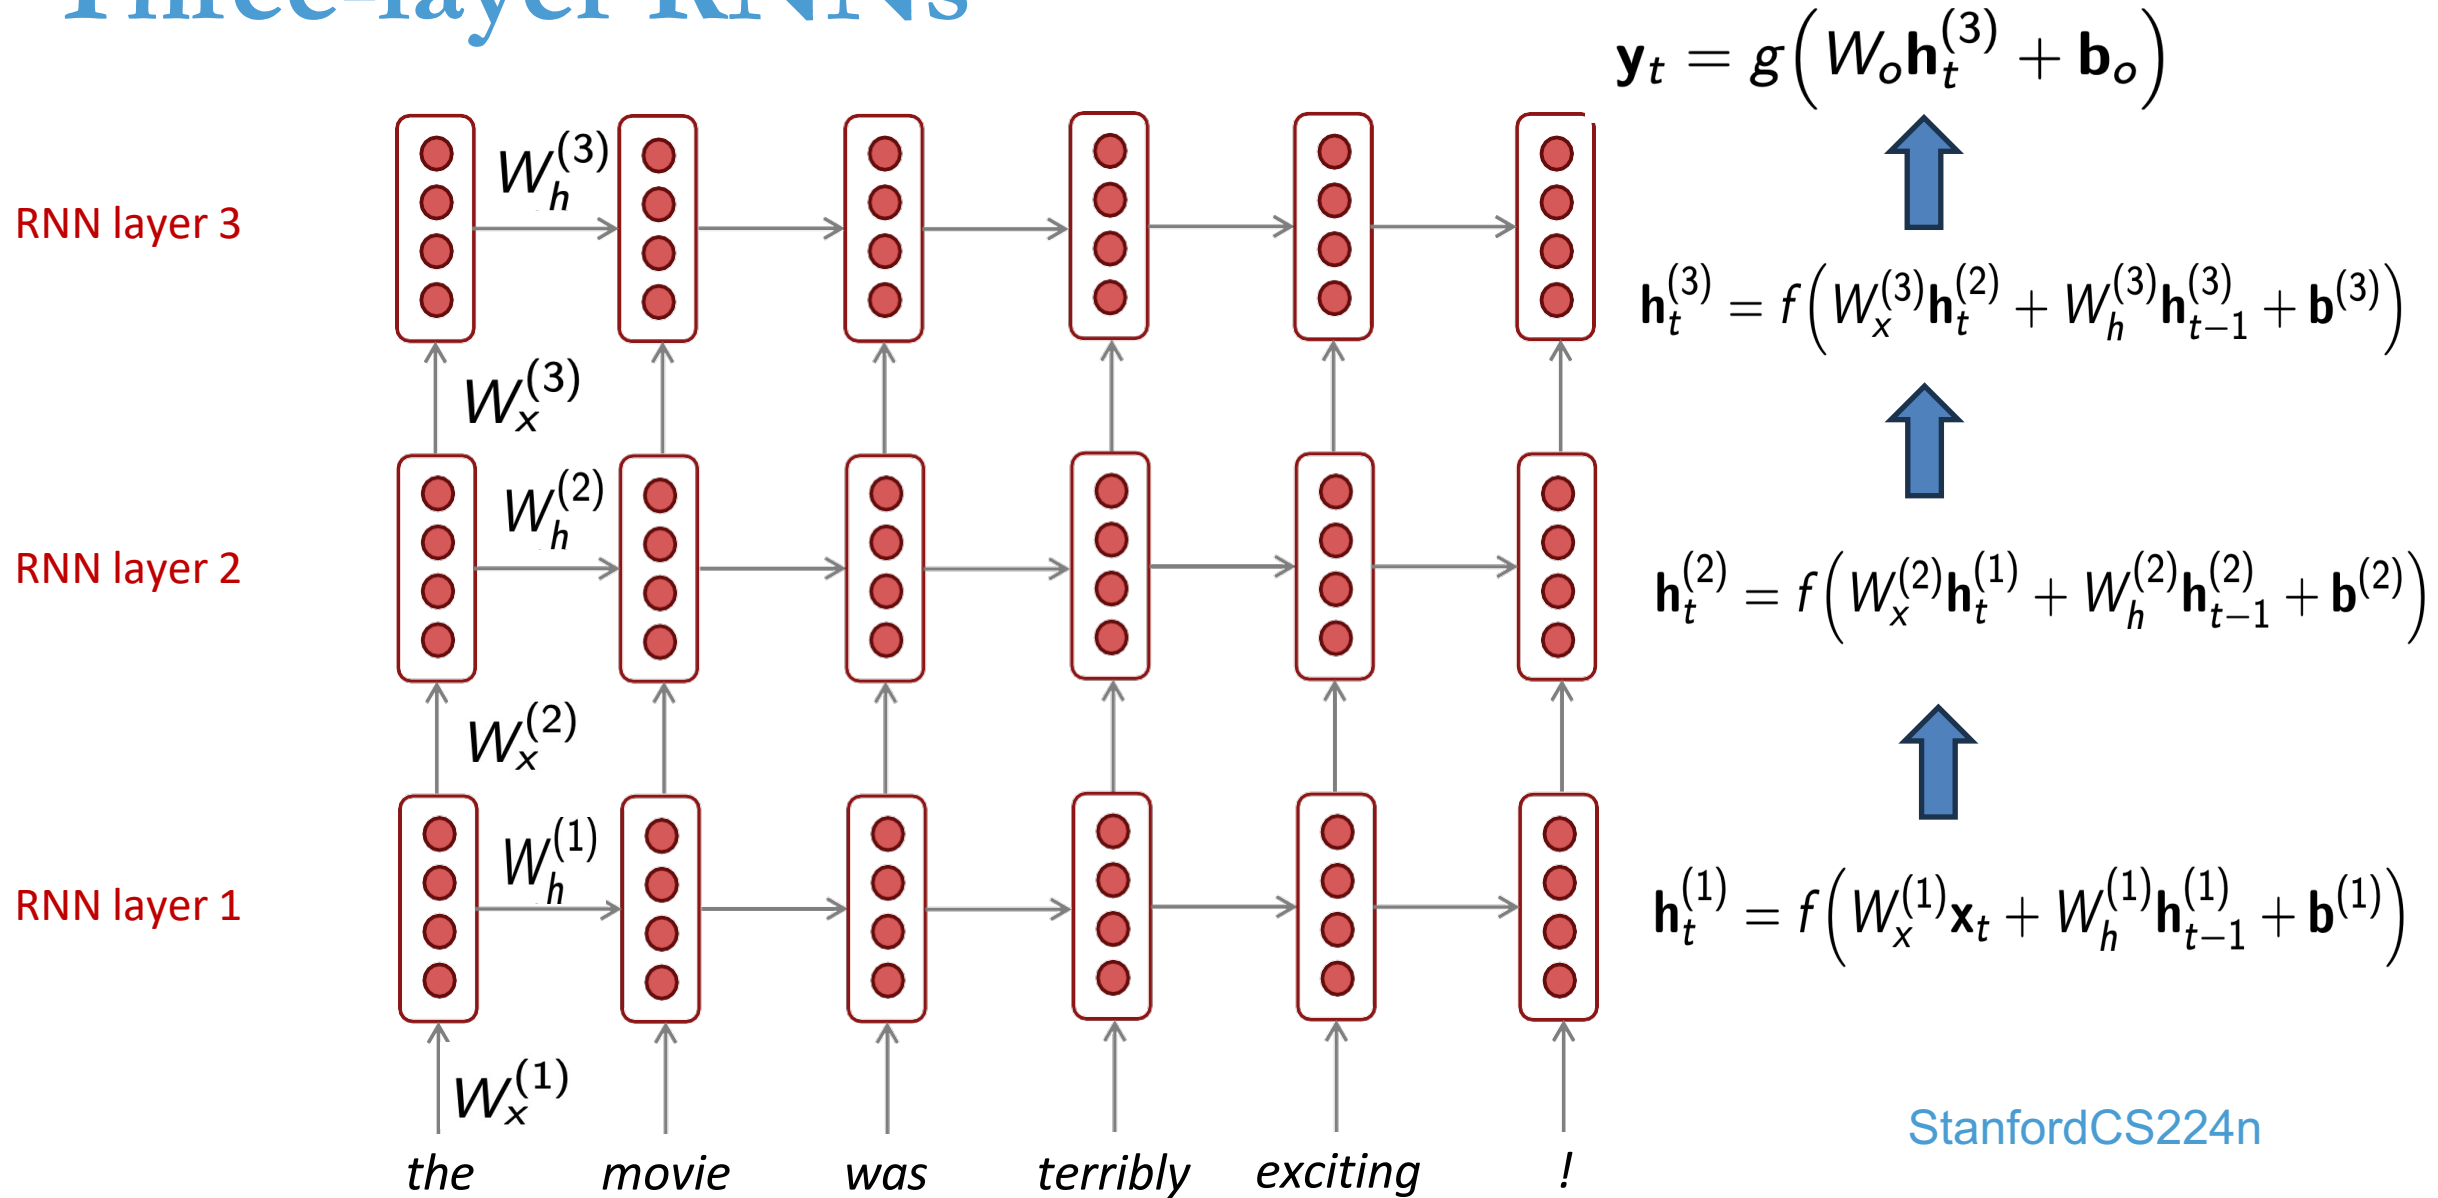 Three-layer RNNs
y_t = g(W_o h_t^(3) + b_o)
W_h^(3)
RNN layer 3
h_t^(3) = f(W_x^(3) h_t^(2) + W_h^(3) h_{t-1}^(3) + b^(3))
W_x^(3)
W_h^(2)
RNN layer 2
h_t^(2) = f(W_x^(2) h_t^(1) + W_h^(2) h_{t-1}^(2) + b^(2))
W_x^(2)
W_h^(1)
RNN layer 1
h_t^(1) = f(W_x^(1) x_t + W_h^(1) h_{t-1}^(1) + b^(1))
W_x^(1)
StanfordCS224n
the movie was terribly exciting !